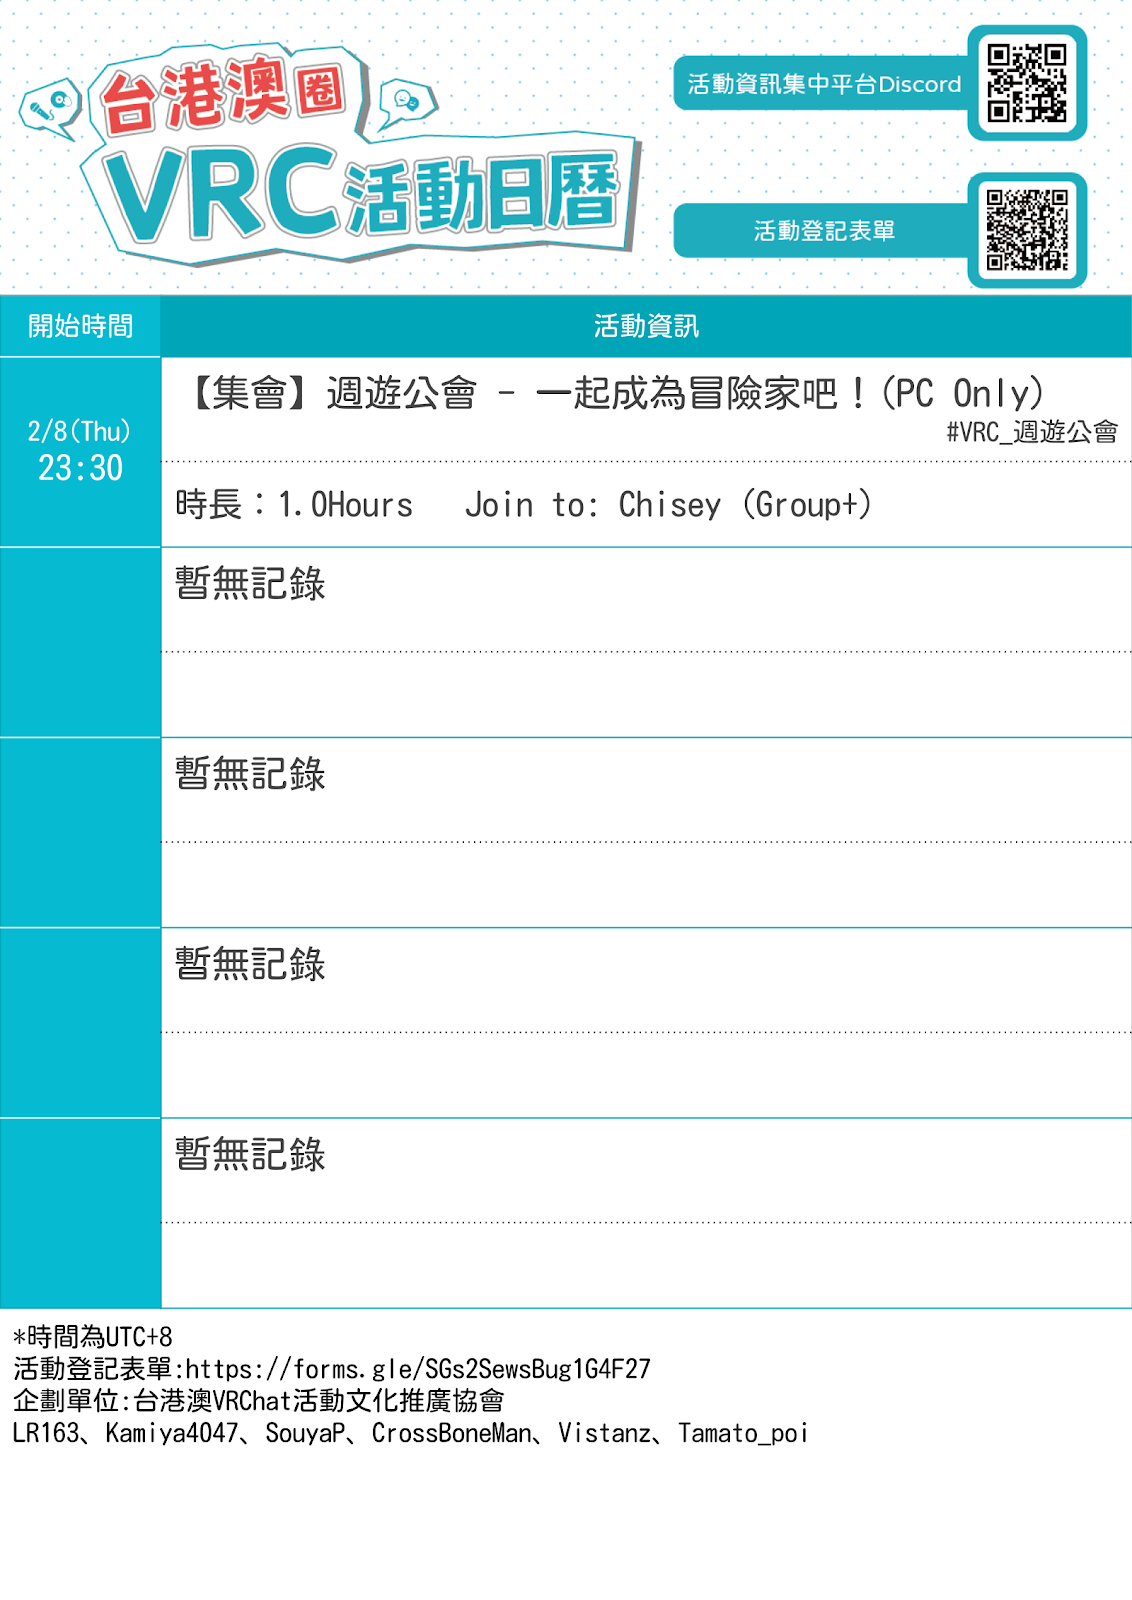 台港澳圈
VRC活動日曆
活動資訊集中平台Discord
活動登記表單
開始時間
活動資訊
2/8(Thu)
23:30
【集會】週遊公會 - 一起成為冒險家吧！(PC Only)
#VRC_週遊公會
時長：1.0Hours Join to: Chisey (Group+)
暫無記錄
暫無記錄
暫無記錄
暫無記錄
*時間為UTC+8
活動登記表單:https://forms.gle/SGs2SewsBug1G4F27
企劃單位:台港澳VRChat活動文化推廣協會
LR163、Kamiya4047、SouyaP、CrossBoneMan、Vistanz、Tamato_poi